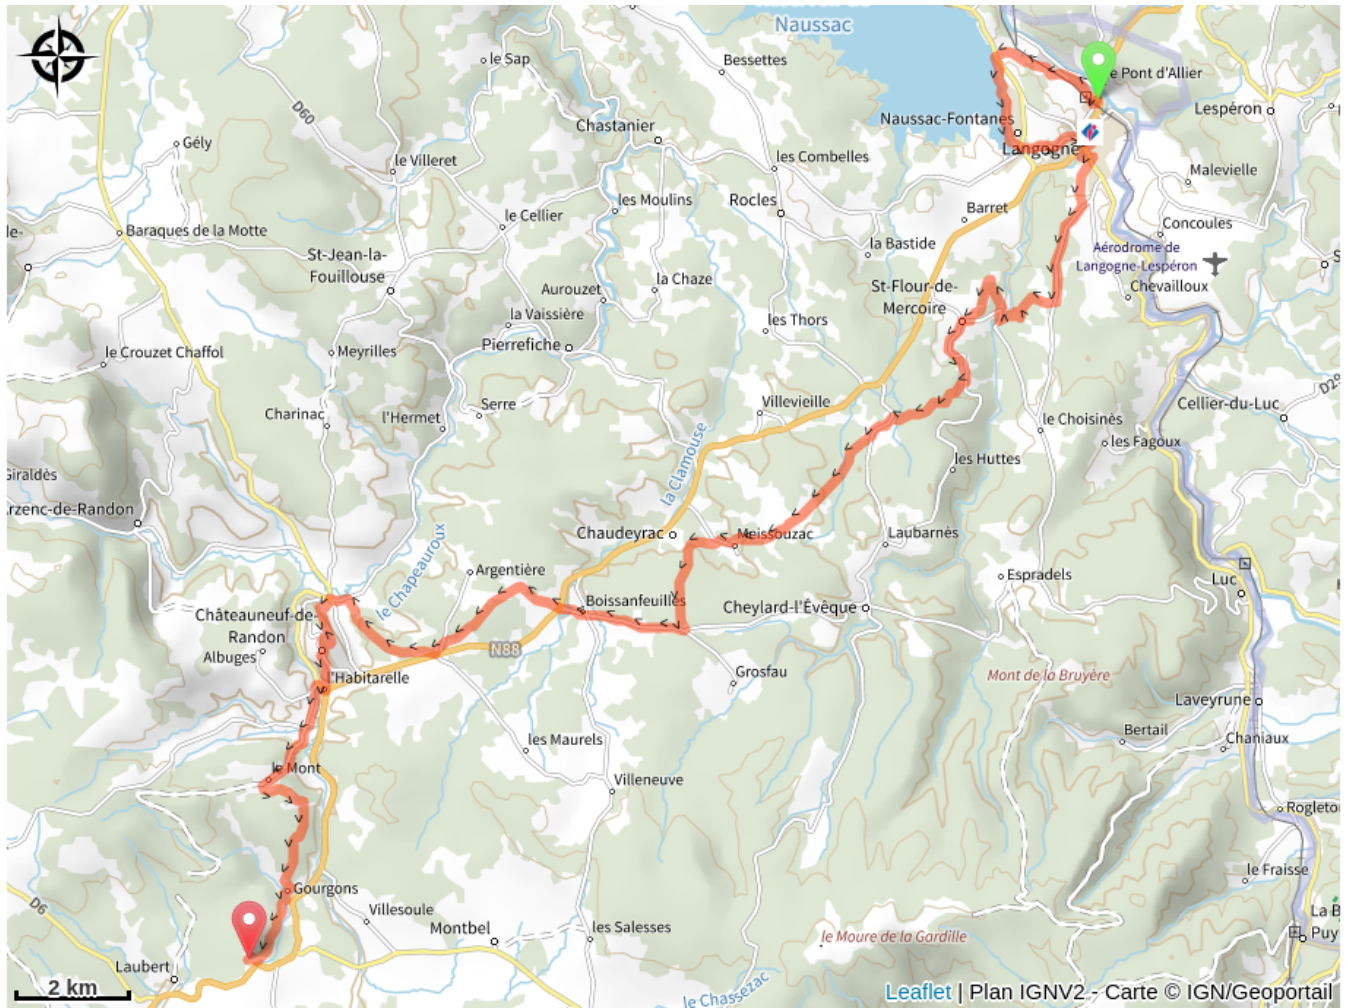 Naussac
le Sap
Bessettes
e Pont d'Allier
D60
Lespéron
Chastanier
Naussac-Fontanes
Gély
Langogne
les Combelles
le Villeret
Malevielle
les Moulins
Rocles
Barret
le Cellier
Concoules
de-
Baraques de la Motte
la Bastide
Aérodrome de
Langogne-Lespéron
St-Jean-la-
Fouillouse
la Chaze
St-Flour-de-
Mercoire
Chevailloux
Aurouzet
la Vaissière
les Thors
Pierrefiche
le Crouzet Chaffol
Meyrilles
D29
Villevieille
Serre
Cellier-du-Luc
Charinac
l'Hermet
le Choisinès
les Fagoux
la Clamouse
les Huttes
Giraldès
rzenc-de-Randon
Chaudeyrac
Meissouzac
Laubarnès
le Chapeauroux
Argentière
Espradels
Luc
Boissanfeuilles
Cheylard-l'Évêque
Châteauneuf-de-
Randon
N88
Albuges
Grosfau
Mont de la Bruyère
l'Habitarelle
Laveyrune
Bertail
Chaniaux
les Maurels
le Mont
Villeneuve
Rogleto
le Fraisse
Gourgons
D6
Villesoule
La B
Montbel
les Salesses
le Moure de la Gardille
Puy
Laubert
le Chassezac
2 km
Leaflet | Plan IGNV2 - Carte © IGN/Geoportail